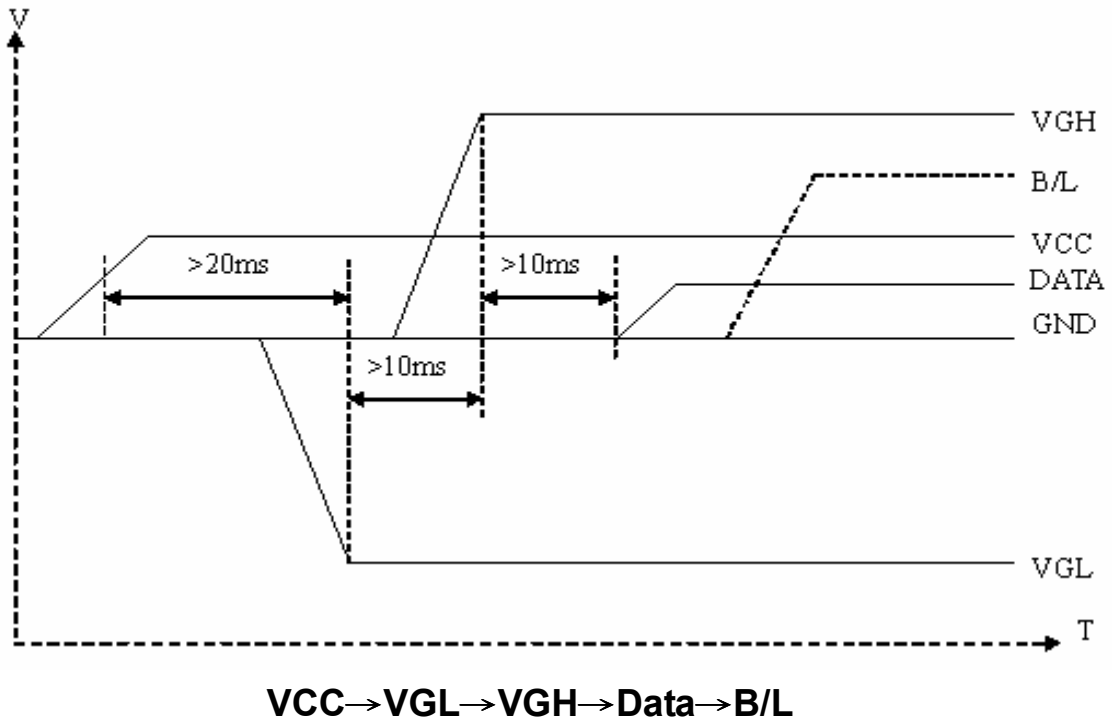 V
VGH
B/L
VCC
>20ms
>10ms
DATA
GND
>10ms
VGL
T
VCC→VGL→VGH→Data→B/L